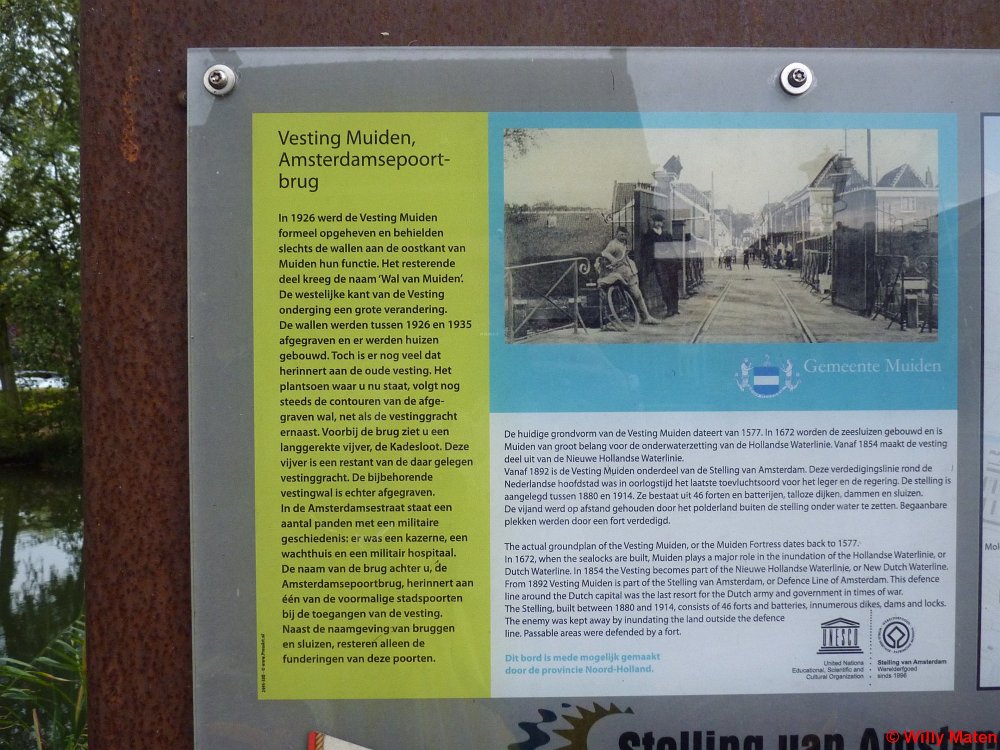 Vesting Muiden,
Amsterdamsepoort-
brug
In 1926 werd de Vesting Muiden
formeel opgeheven en behielden
slechts de wallen aan de oostkant van
Muiden hun functie. Het resterende
deel kreeg de naam 'Wal van Muiden'.
De westelijke kant van de Vesting
onderging een grote verandering.
De wallen werden tussen 1926 en 1935
afgegraven en er werden huizen
gebouwd. Toch is er nog veel dat
herinnert aan de oude vesting. Het
plantsoen waar u nu staat, volgt nog
steeds de contouren van de afge-
graven wal, net als de vestinggracht
ernaast. Voorbij de brug ziet u een
langgerekte vijver, de Kadesloot. Deze
vijver is een restant van de daar gelegen
vestinggracht. De bijbehorende
vestingwal is echter afgegraven.
In de Amsterdamsestraat staat een
aantal panden met een militaire
geschiedenis: er was een kazerne, een
wachthuis en een militair hospitaal.
De naam van de brug achter u, de
Amsterdamsepoortbrug, herinnert aan
één van de voormalige stadspoorten
bij de toegangen van de vesting.
Naast de naamgeving van bruggen
en sluizen, resteren alleen de
funderingen van deze poorten.
Gemeente Muiden
De huidige grondvorm van de Vesting Muiden dateert van 1577. In 1672 worden de zeesluizen gebouwd en is
Muiden van groot belang voor de onderwaterzetting van de Hollandse Waterlinie. Vanaf 1854 maakt de vesting
deel uit van de Nieuwe Hollandse Waterlinie.
Vanaf 1892 is de Vesting Muiden onderdeel van de Stelling van Amsterdam. Deze verdedigingslinie rond de
Nederlandse hoofdstad was in oorlogstijd het laatste toevluchtsoord voor het leger en de regering. De stelling is
aangelegd tussen 1880 en 1914. Ze bestaat uit 46 forten en batterijen, talloze dijken, dammen en sluizen.
De vijand werd op afstand gehouden door het polderland buiten de stelling onder water te zetten. Begaanbare
plekken werden door een fort verdedigd.
The actual groundplan of the Vesting Muiden, or the Muiden Fortress dates back to 1577.
In 1672, when the sealocks are built, Muiden plays a major role in the inundation of the Hollandse Waterlinie, or
Dutch Waterline. In 1854 the Vesting becomes part of the Nieuwe Hollandse Waterlinie, or New Dutch Waterline.
From 1892 Vesting Muiden is part of the Stelling van Amsterdam, or Defence Line of Amsterdam. This defence
line around the Dutch capital was the last resort for the Dutch army and government in times of war.
The Stelling, built between 1880 and 1914, consists of 46 forts and batteries, innumerous dikes, dams and locks.
The enemy was kept away by inundating the land outside the defence
line. Passable areas were defended by a fort.
Dit bord is mede mogelijk gemaakt
door de provincie Noord-Holland.
UNESCO
United Nations
Educational, Scientific and
Cultural Organization
Stelling van Amsterdam
Werelderfgoed
sinds 1996
Stelling van Amster
© Willy Maten